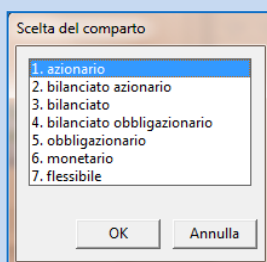 Scelta del comparto
1. azionario
2. bilanciato azionario
3. bilanciato
4. bilanciato obbligazionario
5. obbligazionario
6. monetario
7. flessibile
OK Annulla